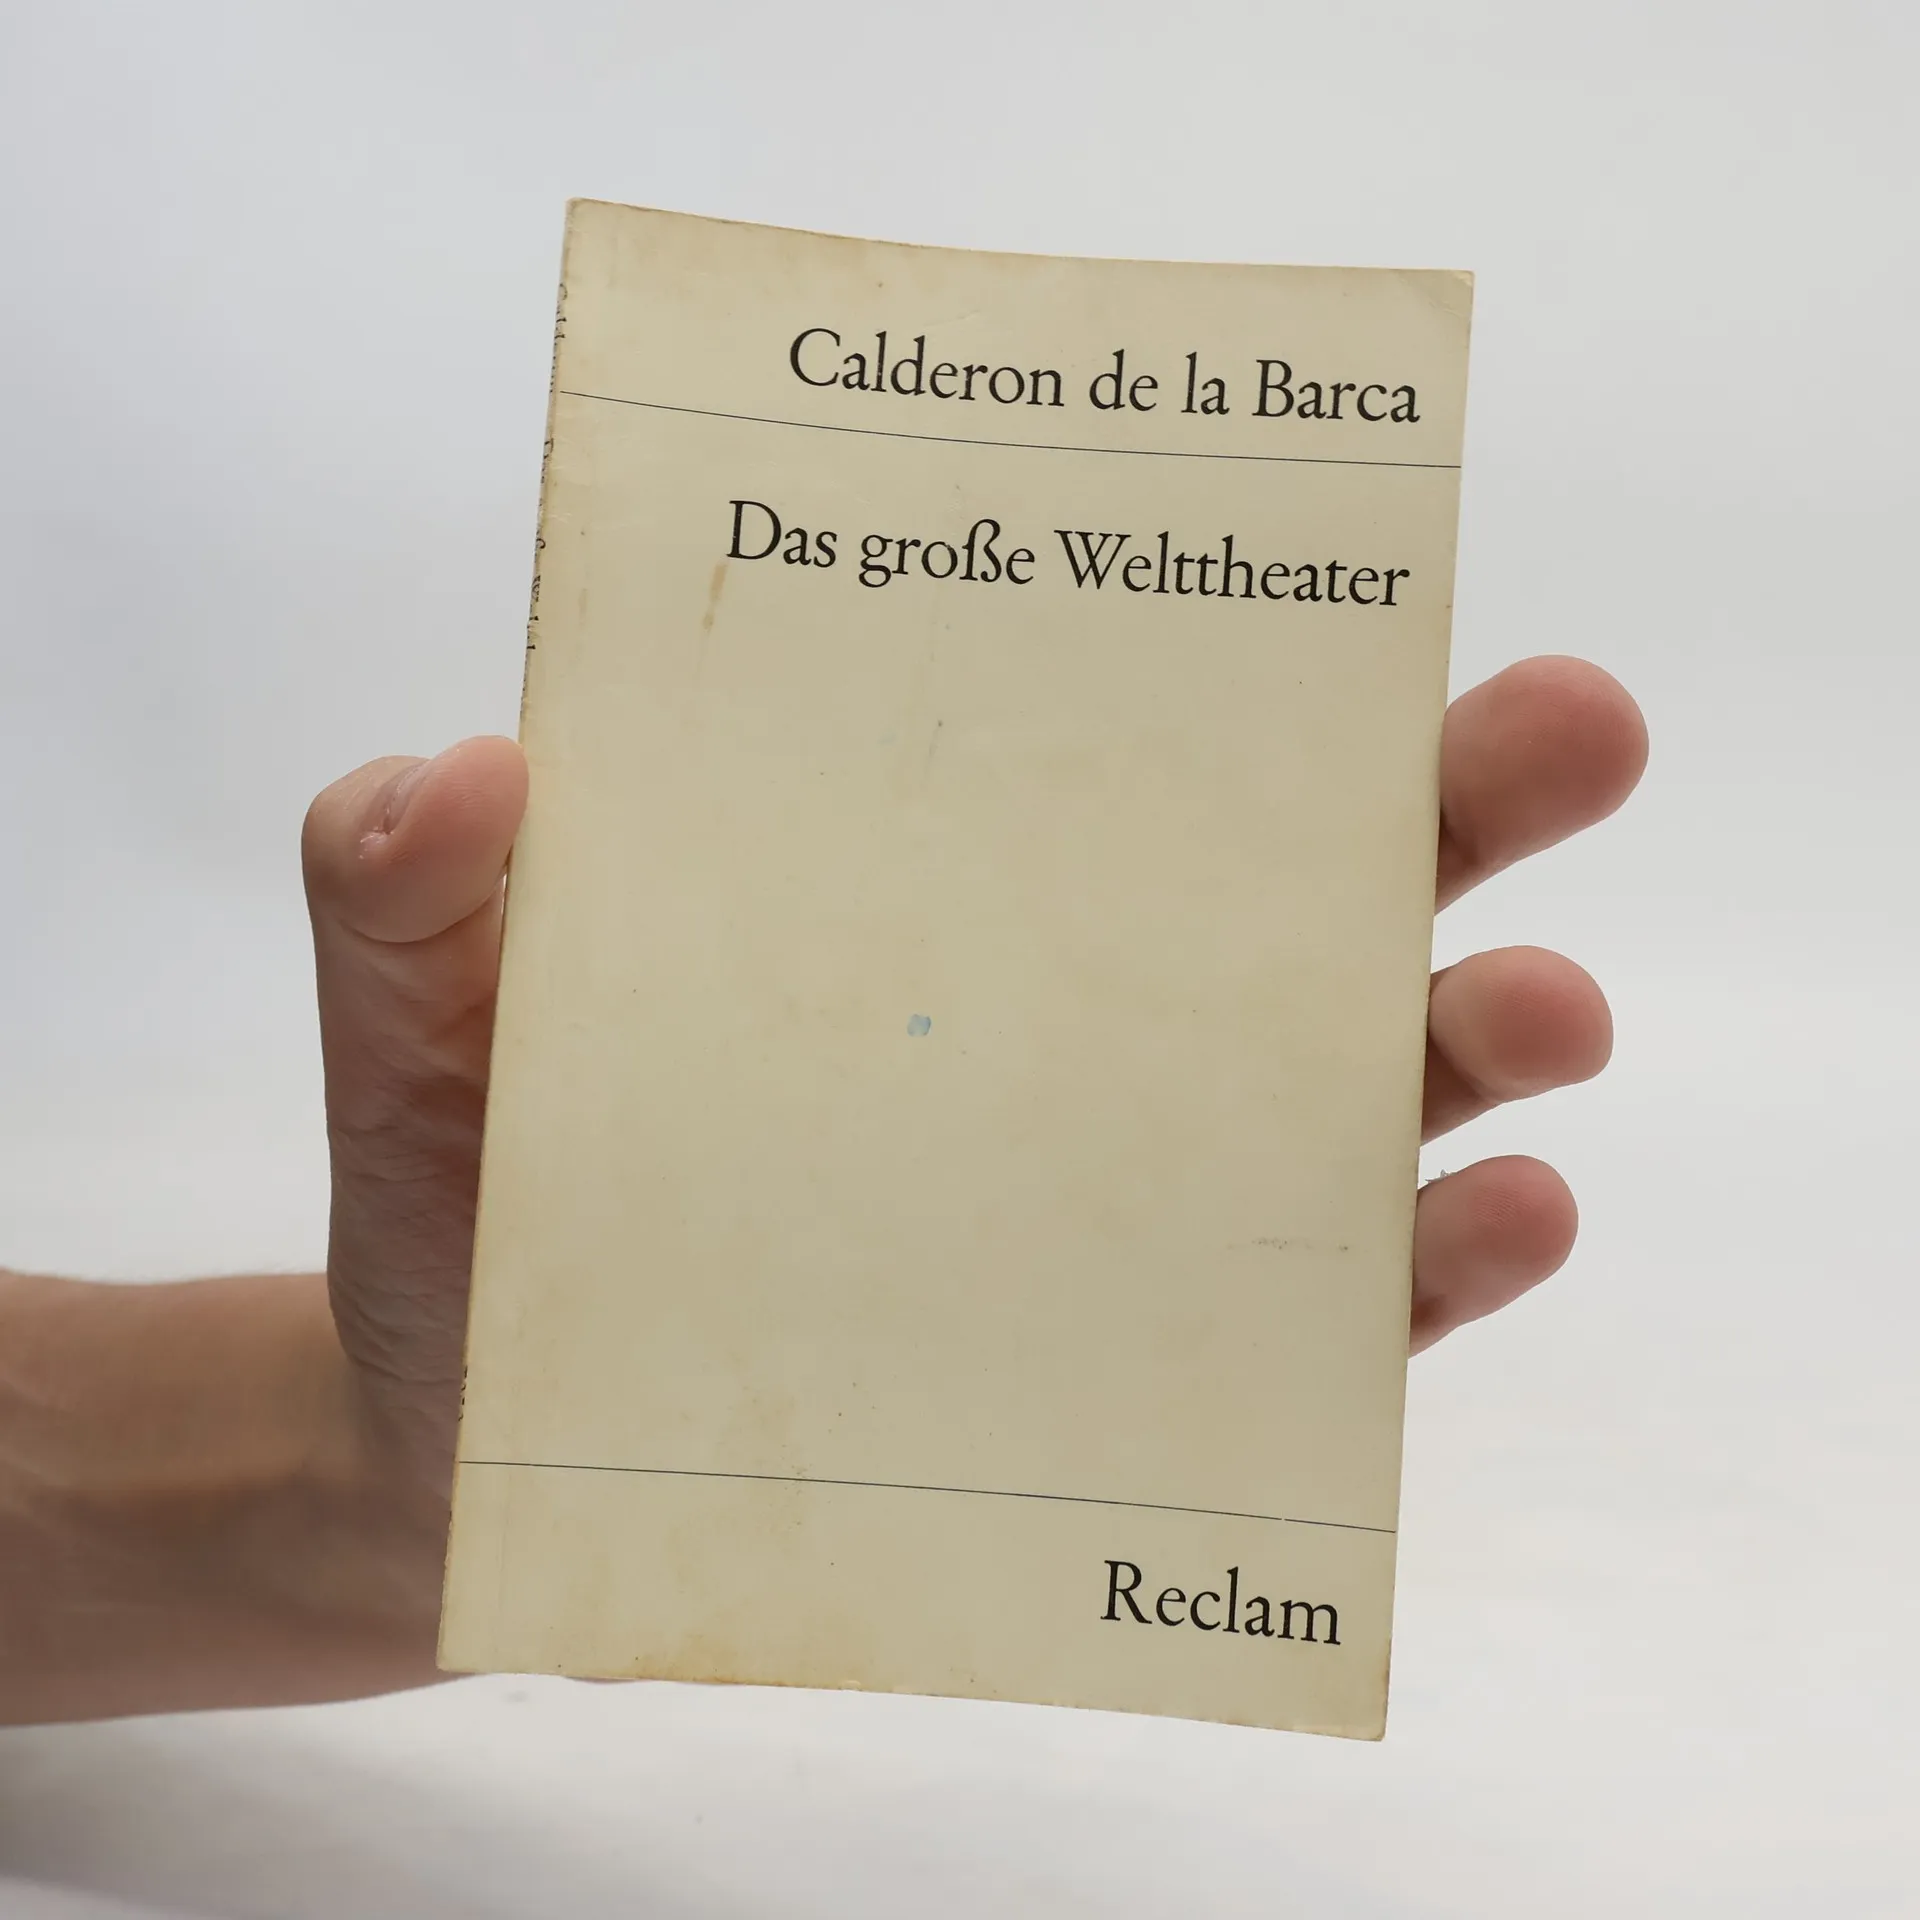 Calderon de la Barca
Das große Welttheater
Reclam